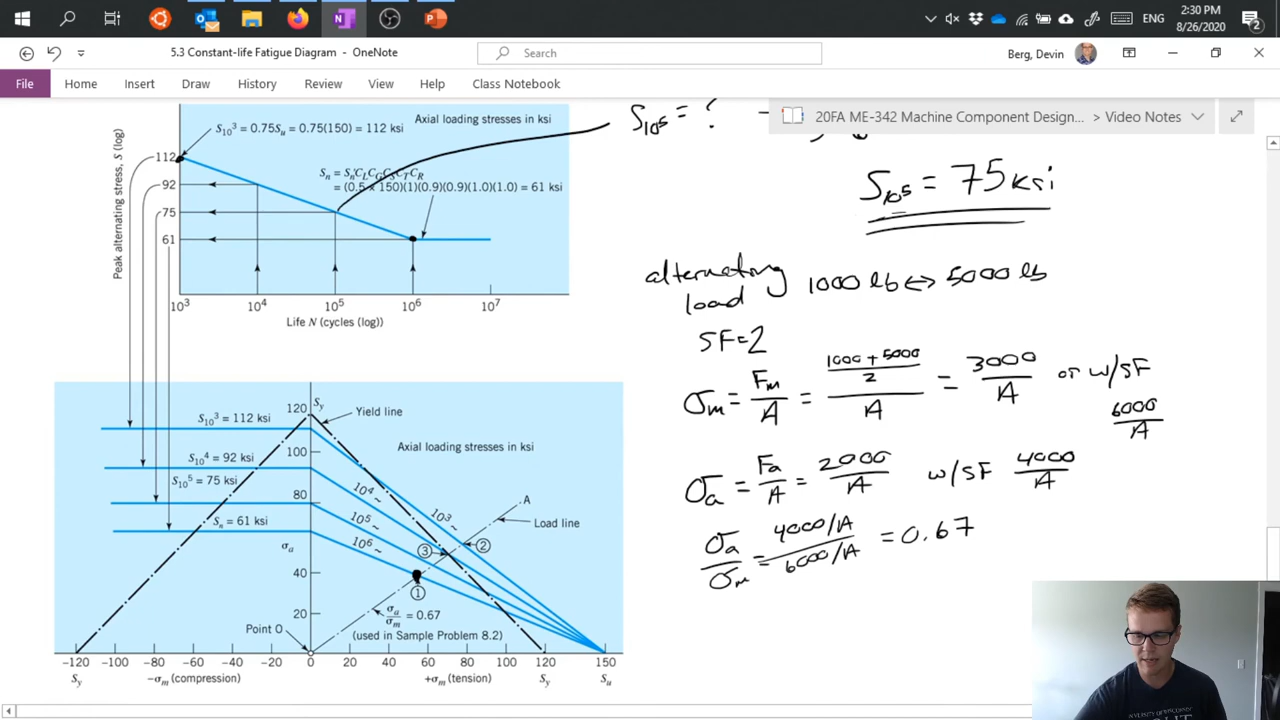 2:30 PM
ENG
8/26/2020
2
5.3 Constant-life Fatigue Diagram - OneNote
Search
Berg, Devin
File Home Insert Draw History Review View Help Class Notebook
20FA ME-342 Machine Component Design... > Video Notes
Peak alternating stress, S (log)
S10³ = 0.75Su = 0.75(150) = 112 ksi
Axial loading stresses in ksi
Sn = Sn'CLCGCSCTCR
= (0.5 × 150)(1)(0.9)(0.9)(1.0)(1.0) = 61 ksi
112
92
75
61
10³ 10⁴ 10⁵ 10⁶ 10⁷
Life N (cycles (log)
S10⁵ = ?
S10⁵ = 75 ksi
alternating load 1000 lb ↔ 5000 lb
SF=2
σm = Fm/A = ((1000 + 5000)/2)/A = 3000/A or w/SF 6000/A
σa = Fa/A = 2000/A w/SF 4000/A
σa/σm = (4000/A)/(6000/A) = 0.67
120 Sy
Yield line
S10³ = 112 ksi
100
Axial loading stresses in ksi
S10⁴ = 92 ksi
S10⁵ = 75 ksi
80
10⁴~
10³~
A
Load line
Sn = 61 ksi
10⁵~
σa
10⁶~
③
②
40
①
20
σa/σm = 0.67
(used in Sample Problem 8.2)
Point O
-120 -100 -80 -60 -40 -20 0 20 40 60 80 100 120 150
Sy -σm (compression) +σm (tension) Sy Su